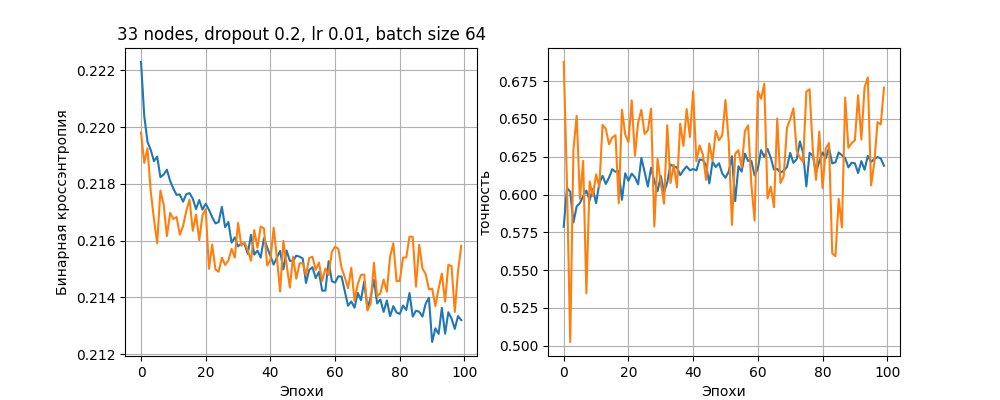 33 nodes, dropout 0.2, lr 0.01, batch size 64
Бинарная кроссэнтропия
0.222
0.220
0.218
0.216
0.214
0.212
0 20 40 60 80 100
Эпохи
точность
0.675
0.650
0.625
0.600
0.575
0.550
0.525
0.500
0 20 40 60 80 100
Эпохи